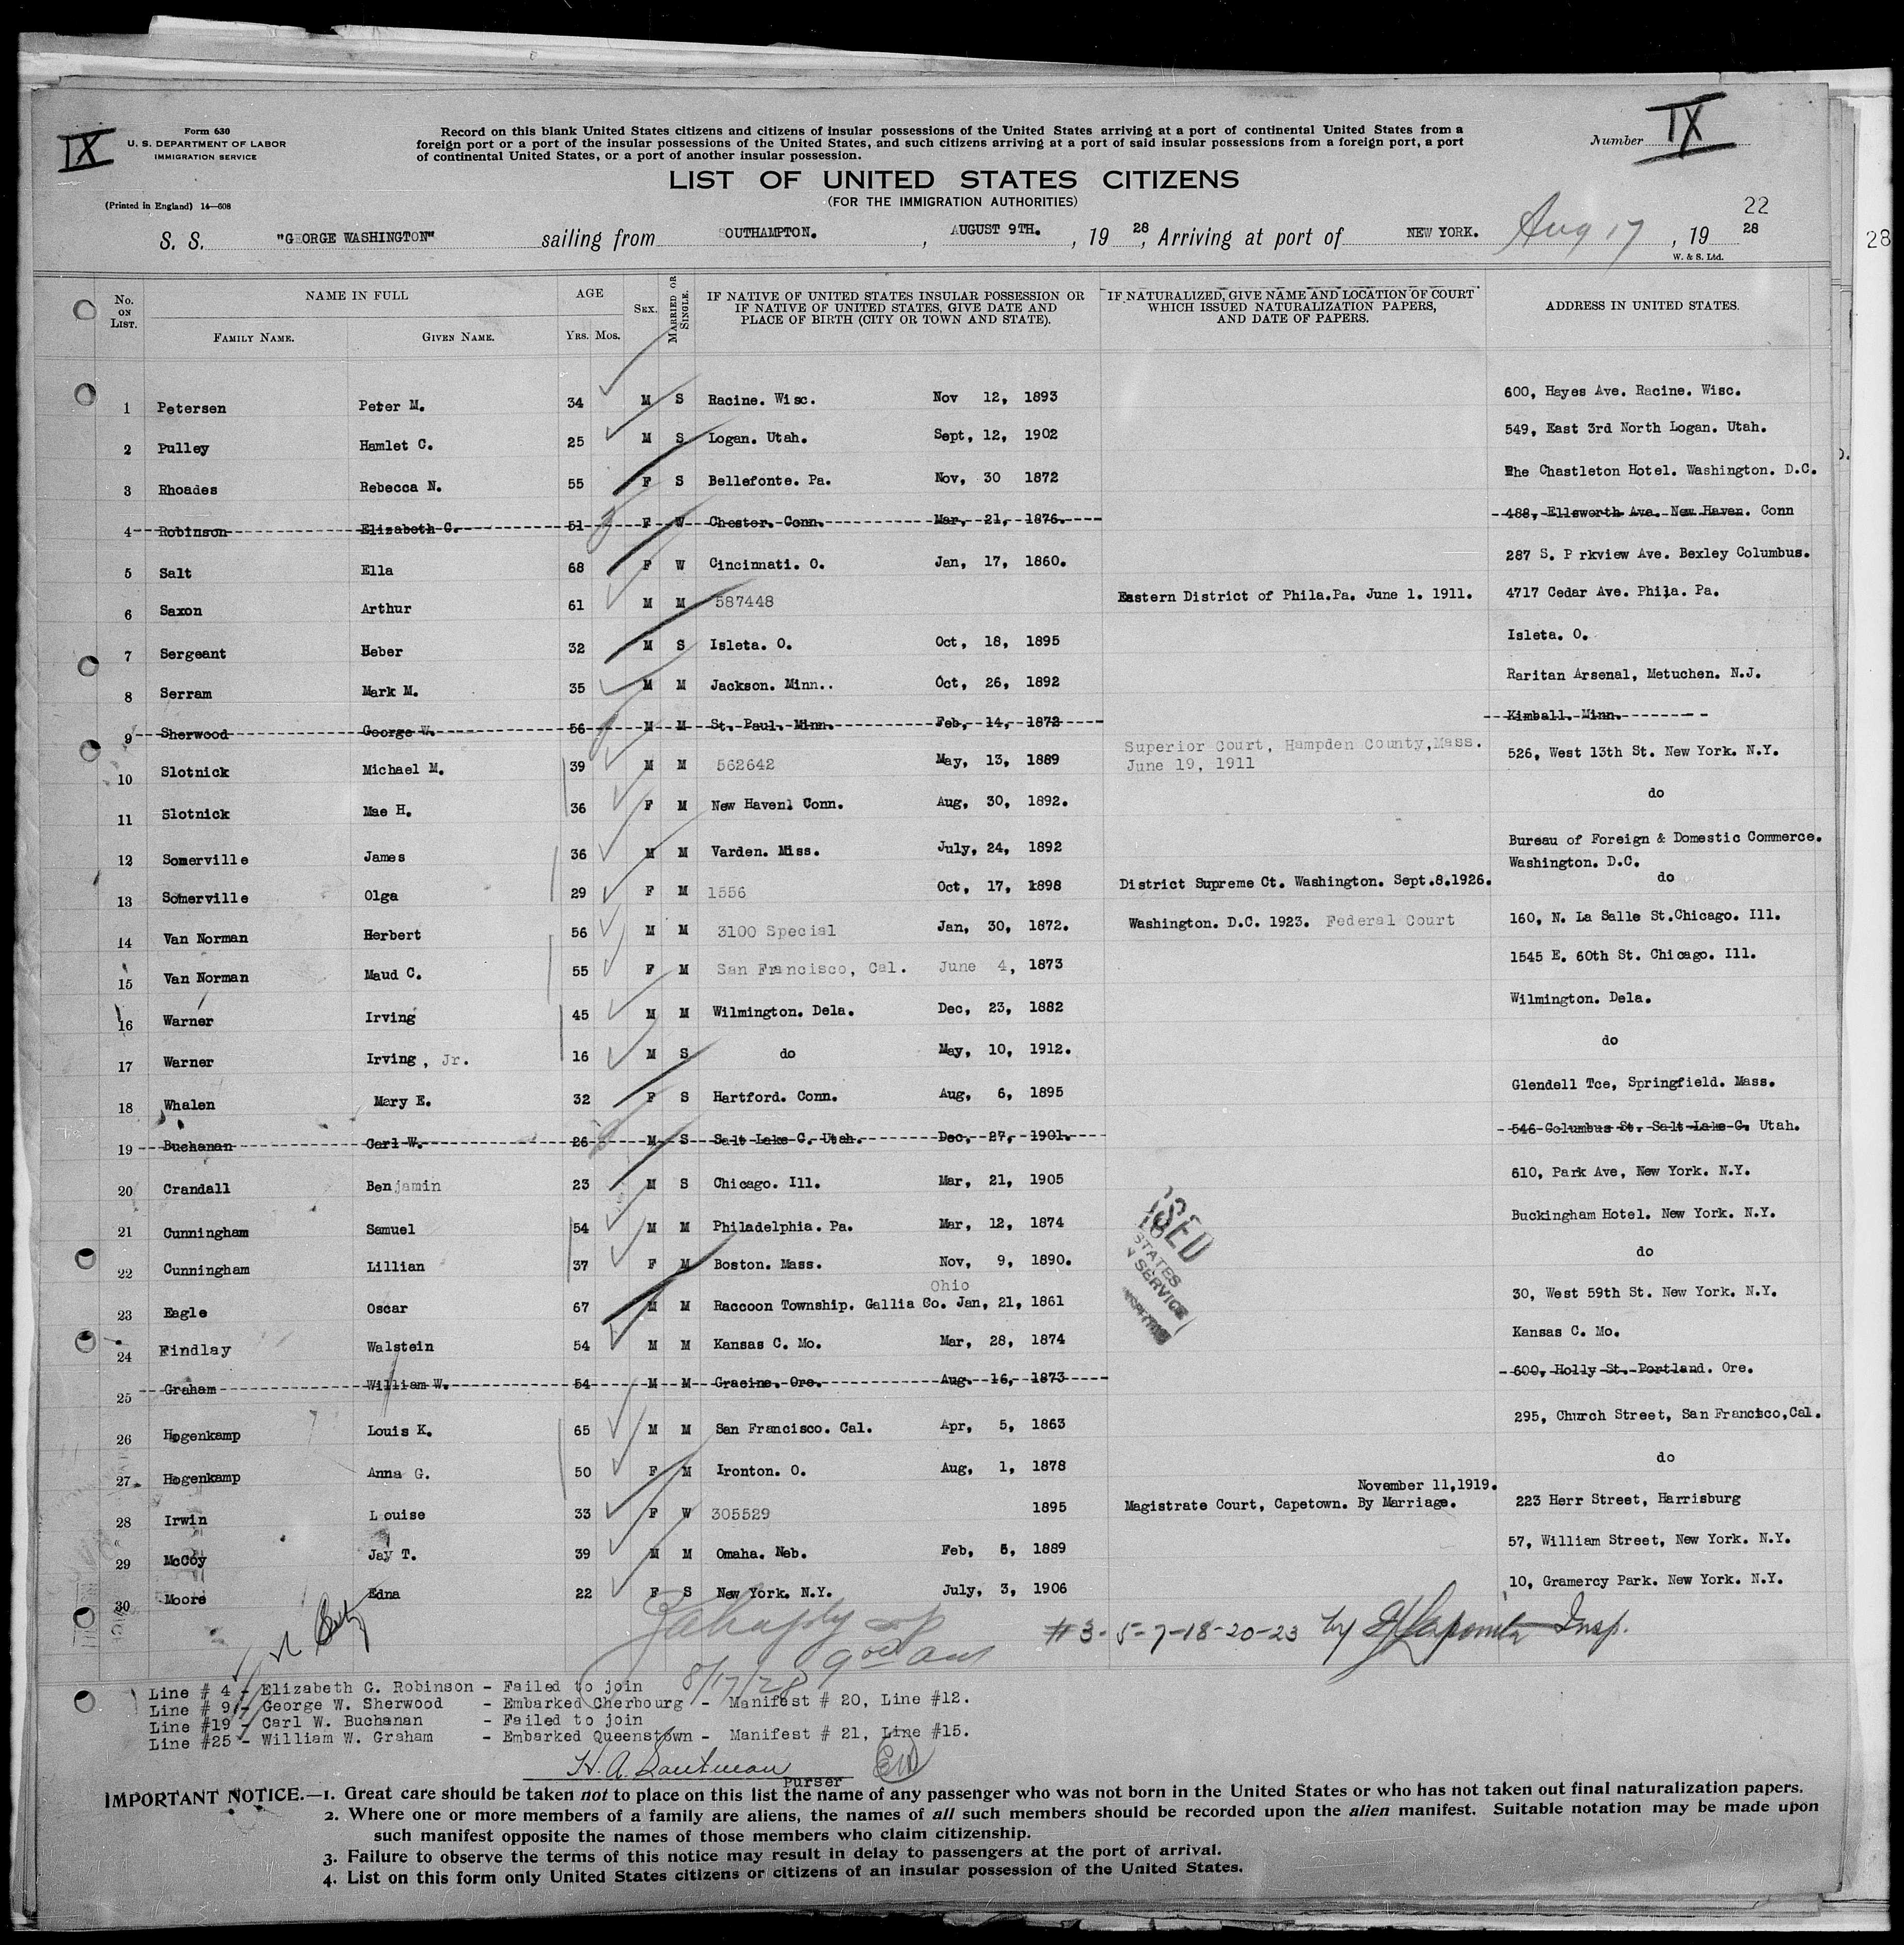 IX
Form 630
U. S. DEPARTMENT OF LABOR
IMMIGRATION SERVICE
(Printed in England) 14—608
Record on this blank United States citizens and citizens of insular possessions of the United States arriving at a port of continental United States from a
foreign port or a port of the insular possessions of the United States, and such citizens arriving at a port of said insular possessions from a foreign port, a port
of continental United States, or a port of another insular possession.
Number IX
LIST OF UNITED STATES CITIZENS
(FOR THE IMMIGRATION AUTHORITIES)
22
S. S. "GEORGE WASHINGTON" sailing from SOUTHAMPTON. , AUGUST 9TH. , 19 28 , Arriving at port of NEW YORK. Aug 17 , 19 28
28
W. & S. Ltd.
No. ON LIST. NAME IN FULL FAMILY NAME. GIVEN NAME. AGE YRS. MOS. SEX. MARRIED OR SINGLE. IF NATIVE OF UNITED STATES INSULAR POSSESSION OR IF NATIVE OF UNITED STATES, GIVE DATE AND PLACE OF BIRTH (CITY OR TOWN AND STATE). IF NATURALIZED, GIVE NAME AND LOCATION OF COURT WHICH ISSUED NATURALIZATION PAPERS, AND DATE OF PAPERS. ADDRESS IN UNITED STATES.
1 Petersen Peter M. 34 M S Racine. Wisc. Nov 12, 1893 600, Hayes Ave. Racine. Wisc.
2 Pulley Hamlet C. 25 M S Logan. Utah. Sept, 12, 1902 549, East 3rd North Logan. Utah.
3 Rhoades Rebecca N. 55 F S Bellefonte. Pa. Nov, 30 1872 The Chastleton Hotel. Washington. D.C.
4 Robinson Elizabeth G. 51 F W Chester. Conn. Mar, 21, 1876. 488, Ellsworth Ave. New Haven. Conn
5 Salt Ella 68 F W Cincinnati. O. Jan, 17, 1860. 287 S. P rkview Ave. Bexley Columbus.
6 Saxon Arthur 61 M M 587448 Eastern District of Phila.Pa. June 1. 1911. 4717 Cedar Ave. Phila. Pa.
7 Sergeant Heber 32 M S Isleta. O. Oct, 18, 1895 Isleta. O.
8 Serram Mark M. 35 M M Jackson. Minn.. Oct, 26, 1892 Raritan Arsenal, Metuchen. N.J.
9 Sherwood George W. 56 M M St. Paul. Minn. Feb, 14, 1872 Kimball. Minn.
10 Slotnick Michael M. 39 M M 562642 May, 13, 1889 Superior Court, Hampden County,Mass. June 19, 1911 526, West 13th St. New York. N.Y.
11 Slotnick Mae H. 36 F M New Haven. Conn. Aug, 30, 1892. do
12 Somerville James 36 M M Varden. Miss. July, 24, 1892 Bureau of Foreign & Domestic Commerce. Washington. D.C.
13 Somerville Olga 29 F M 1556 Oct, 17, 1898 District Supreme Ct. Washington. Sept.8.1926. do
14 Van Norman Herbert 56 M M 3100 Special Jan, 30, 1872. Washington. D.C. 1923. Federal Court 160, N. La Salle St.Chicago. Ill.
15 Van Norman Maud C. 55 F M San Francisco, Cal. June 4, 1873 1545 E. 60th St. Chicago. Ill.
16 Warner Irving 45 M M Wilmington. Dela. Dec, 23, 1882 Wilmington. Dela.
17 Warner Irving, Jr. 16 M S do May, 10, 1912. do
18 Whalen Mary E. 32 F S Hartford. Conn. Aug, 6, 1895 Glendell Tce, Springfield. Mass.
19 Buchanan Carl W. 26 M S Salt Lake C. Utah. Dec, 27, 1901. 546 Columbus St. Salt Lake C. Utah.
20 Crandall Benjamin 23 M S Chicago. Ill. Mar, 21, 1905 610, Park Ave, New York. N.Y.
21 Cunningham Samuel 54 M M Philadelphia. Pa. Mar, 12, 1874 Buckingham Hotel. New York. N.Y.
22 Cunningham Lillian 37 F M Boston. Mass. Nov, 9, 1890. do
23 Eagle Oscar 67 M M Raccoon Township. Gallia Co. Ohio Jan, 21, 1861 30, West 59th St. New York. N.Y.
24 Findlay Walstein 54 M M Kansas C. Mo. Mar, 28, 1874 Kansas C. Mo.
25 Graham William W. 54 M M Gracine. Ore. Aug. 16, 1873 600, Holly St. Portland. Ore.
26 Hogenkamp Louis K. 65 M M San Francisco. Cal. Apr, 5, 1863 295, Church Street, San Francisco,Cal.
27 Hogenkamp Anna G. 50 F M Ironton. O. Aug, 1, 1878 do
28 Irwin Louise 33 F W 305529 1895 Magistrate Court, Capetown. By Marriage. November 11,1919. 223 Herr Street, Harrisburg
29 McCoy Jay T. 39 M M Omaha. Neb. Feb, 5, 1889 57, William Street, New York. N.Y.
30 Moore Edna 22 F S New York. N.Y. July, 3, 1906 10, Gramercy Park. New York. N.Y.
STATES
SERVICE
8/17/28
#3-5-7-18-20-23 by Insp.
Line # 4 - Elizabeth G. Robinson - Failed to join
Line # 9 - George W. Sherwood - Embarked Cherbourg - Manifest # 20, Line #12.
Line #19 - Carl W. Buchanan - Failed to join
Line #25 - William W. Graham - Embarked Queenstown - Manifest # 21, Line #15.
Purser
IMPORTANT NOTICE.—1. Great care should be taken not to place on this list the name of any passenger who was not born in the United States or who has not taken out final naturalization papers.
2. Where one or more members of a family are aliens, the names of all such members should be recorded upon the alien manifest. Suitable notation may be made upon
such manifest opposite the names of those members who claim citizenship.
3. Failure to observe the terms of this notice may result in delay to passengers at the port of arrival.
4. List on this form only United States citizens or citizens of an insular possession of the United States.